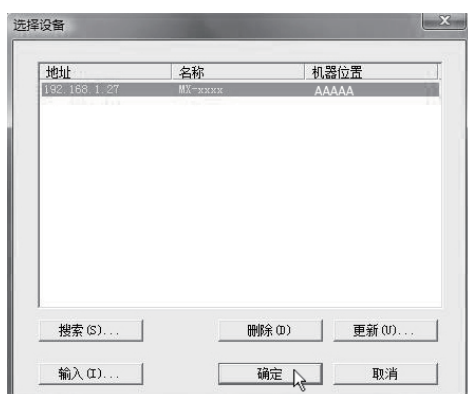 选择设备
地址 名称 机器位置
192.168.1.27 MX-xxxx AAAAA
搜索(S)... 删除(D) 更新(U)...
输入(I)... 确定 取消